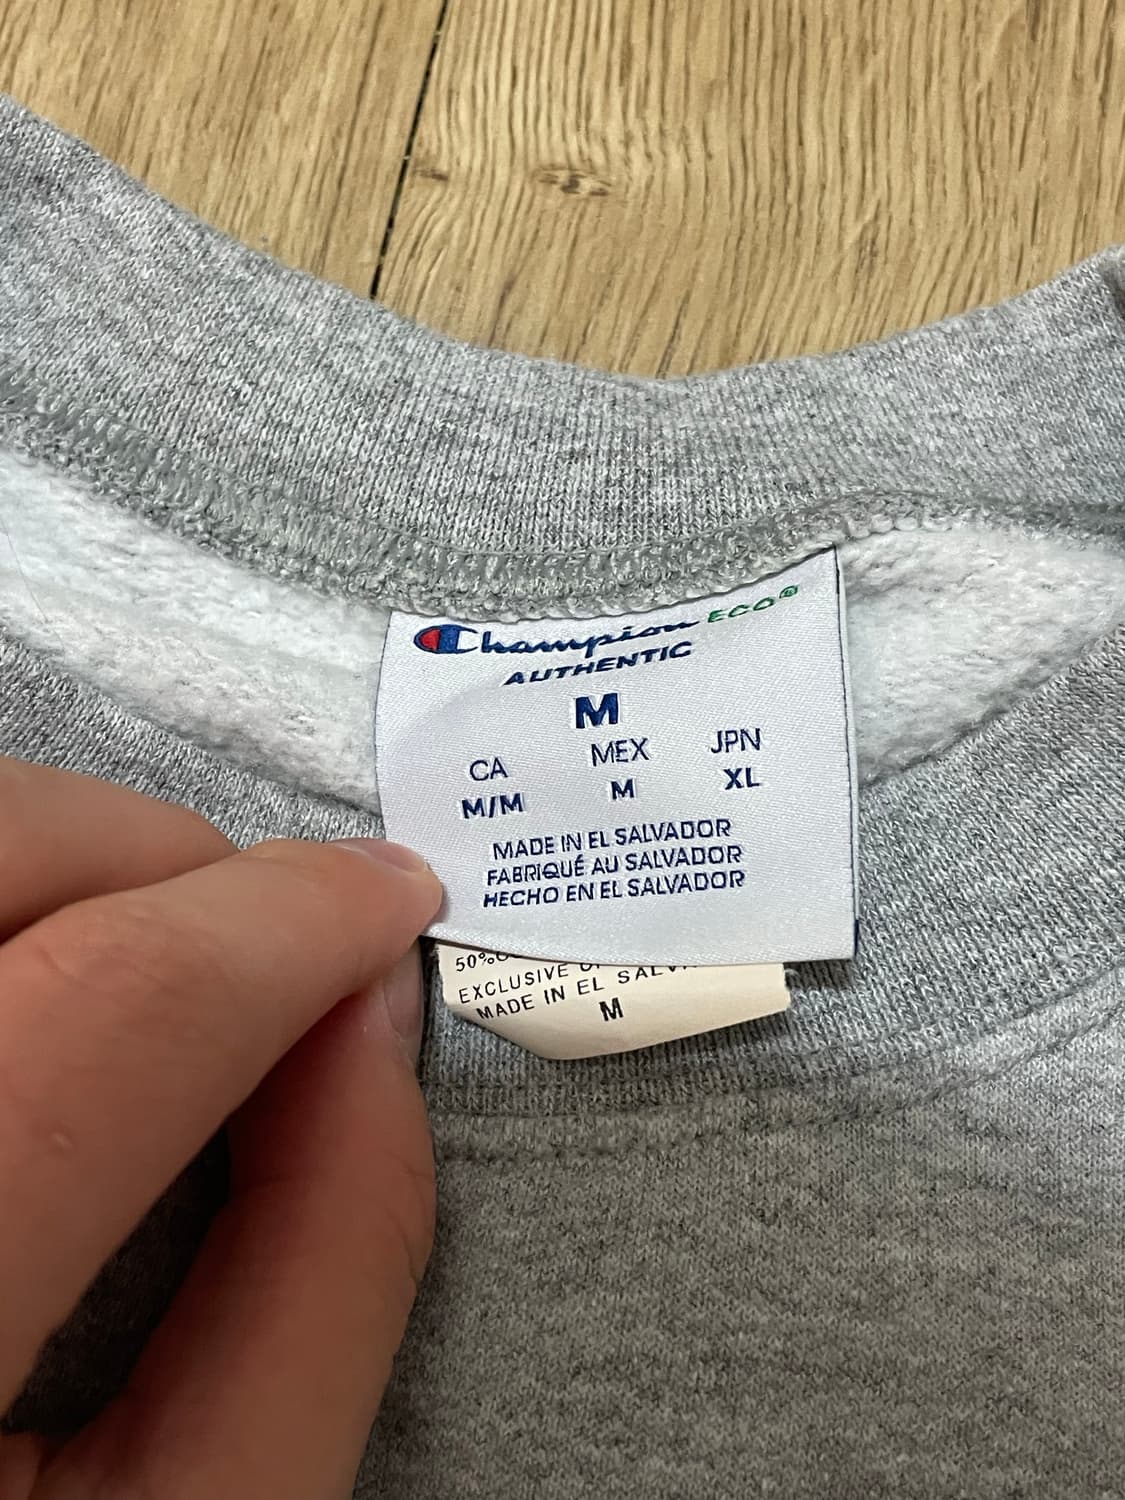 Champion ECO®
AUTHENTIC
M
CA MEX JPN
M/M M XL
MADE IN EL SALVADOR
FABRIQUÉ AU SALVADOR
HECHO EN EL SALVADOR
50%
EXCLUSIVE
MADE IN EL
M